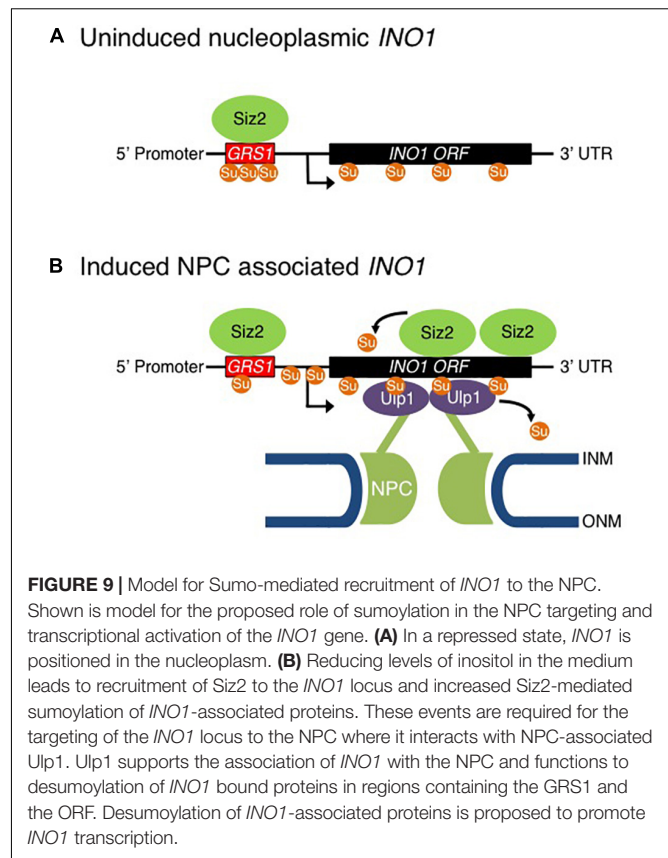 A Uninduced nucleoplasmic INO1
Siz2
5' Promoter GRS1 INO1 ORF 3' UTR
Su Su Su Su Su Su Su
B Induced NPC associated INO1
Siz2 Su Siz2 Siz2
5' Promoter GRS1 INO1 ORF 3' UTR
Su Su Su Su Su Su Su
Ulp1 Ulp1
Su
INM
NPC
ONM
FIGURE 9 | Model for Sumo-mediated recruitment of INO1 to the NPC.
Shown is model for the proposed role of sumoylation in the NPC targeting and
transcriptional activation of the INO1 gene. (A) In a repressed state, INO1 is
positioned in the nucleoplasm. (B) Reducing levels of inositol in the medium
leads to recruitment of Siz2 to the INO1 locus and increased Siz2-mediated
sumoylation of INO1-associated proteins. These events are required for the
targeting of the INO1 locus to the NPC where it interacts with NPC-associated
Ulp1. Ulp1 supports the association of INO1 with the NPC and functions to
desumoylation of INO1 bound proteins in regions containing the GRS1 and
the ORF. Desumoylation of INO1-associated proteins is proposed to promote
INO1 transcription.